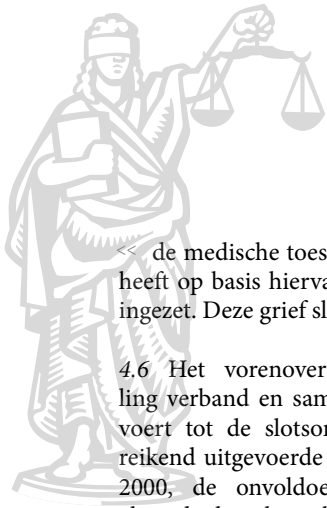 << de medische toes
heeft op basis hierva
ingezet. Deze grief sl
4.6 Het vorenover
ling verband en sam
voert tot de slotsor
reikend uitgevoerde
2000, de onvoldoe